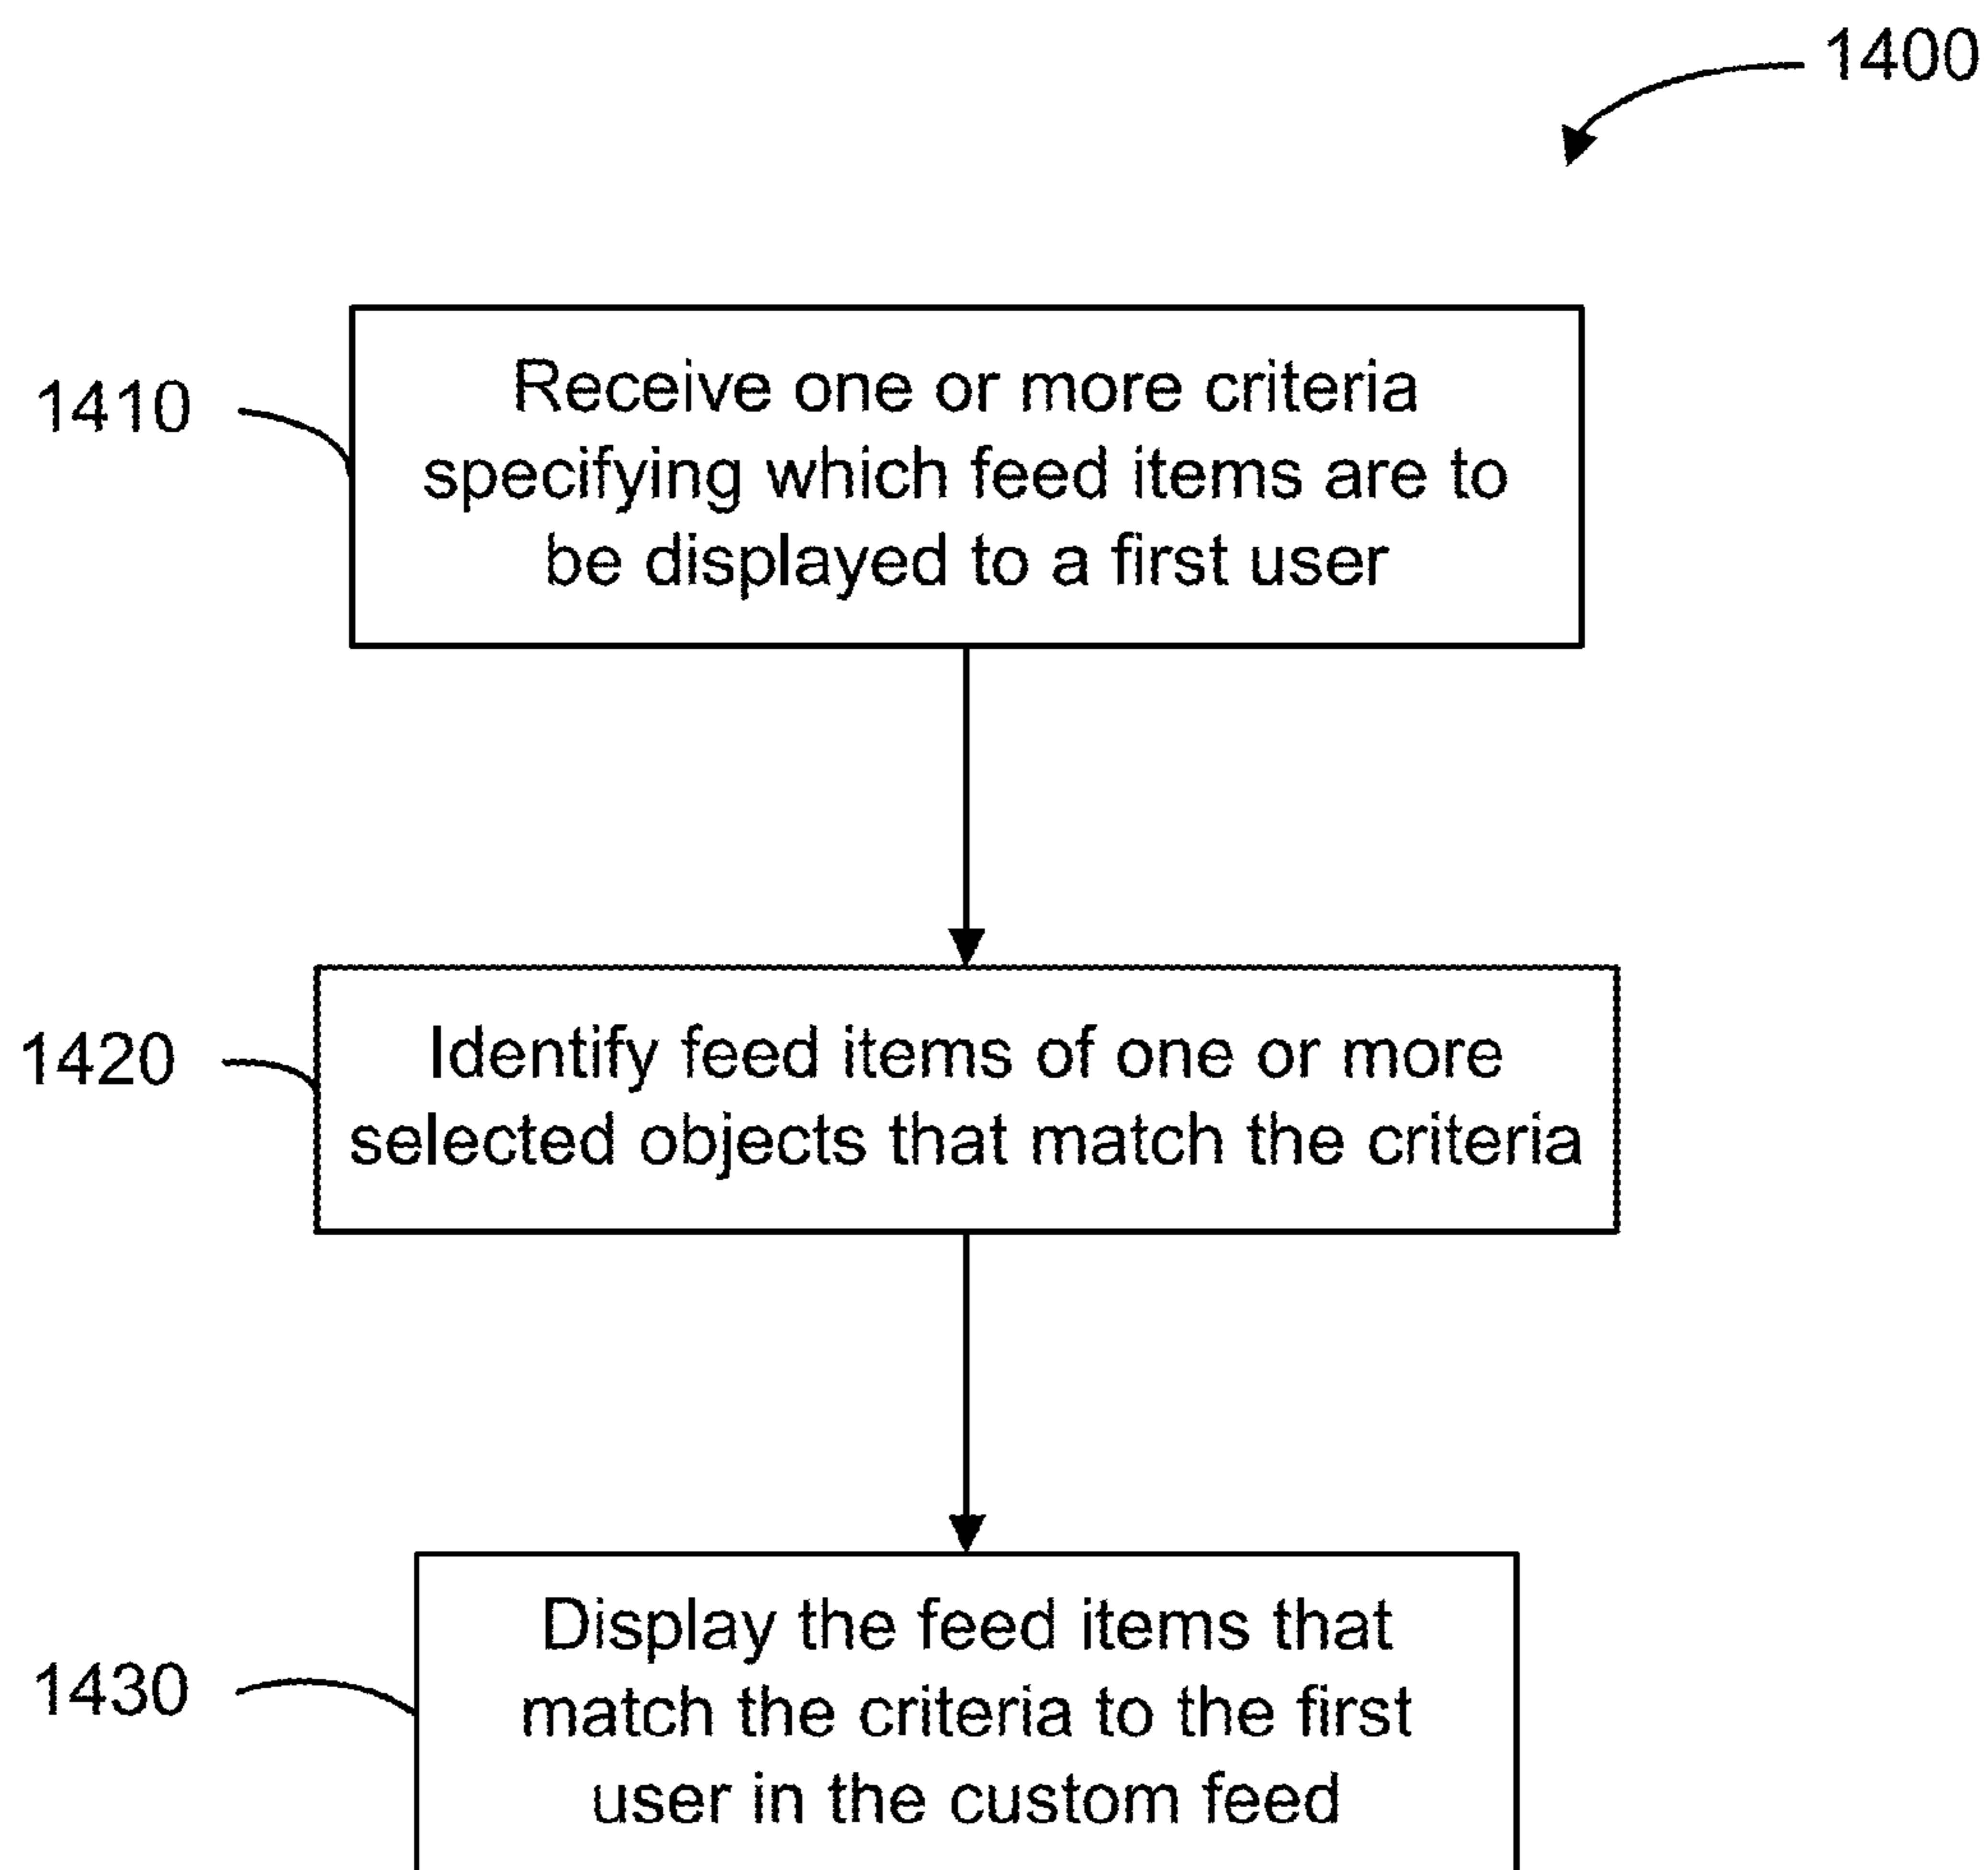 1400
1410
Receive one or more criteria
specifying which feed items are to
be displayed to a first user
1420
Identify feed items of one or more
selected objects that match the criteria
1430
Display the feed items that
match the criteria to the first
user in the custom feed